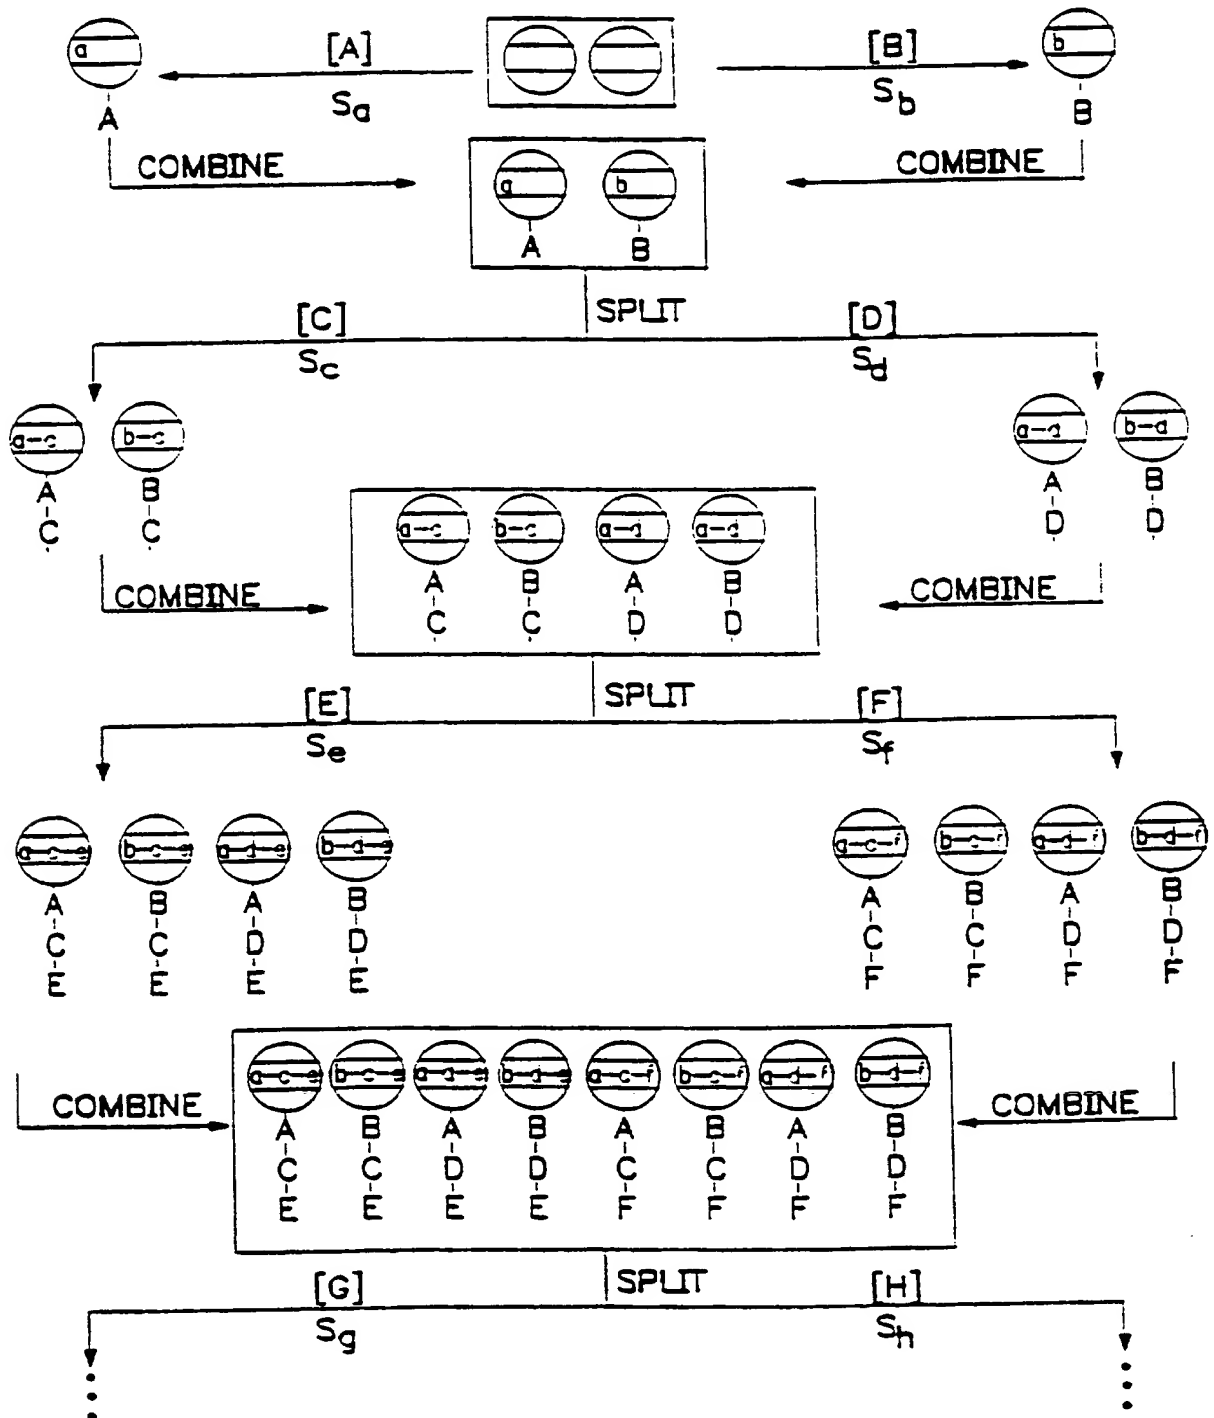 [A] [B]
a b
Sa Sb
A B
COMBINE COMBINE
a b
A B
[C] SPLIT [D]
Sc Sd
a-c b-c a-d b-d
A B A B
C C D D
a-c b-c a-d a-d
A B A B
COMBINE COMBINE
C C D D
[E] SPLIT [F]
Se Sf
a-c-e b-c-e a-d-e b-d-e a-c-f b-c-f a-d-f b-d-f
A B A B A B A B
C C D D C C D D
E E E E F F F F
a-c-e b-c-e a-d-e b-d-e a-c-f b-c-f a-d-f b-d-f
COMBINE COMBINE
A B A B A B A B
C C D D C C D D
E E E E F F F F
[G] SPLIT [H]
Sg Sh